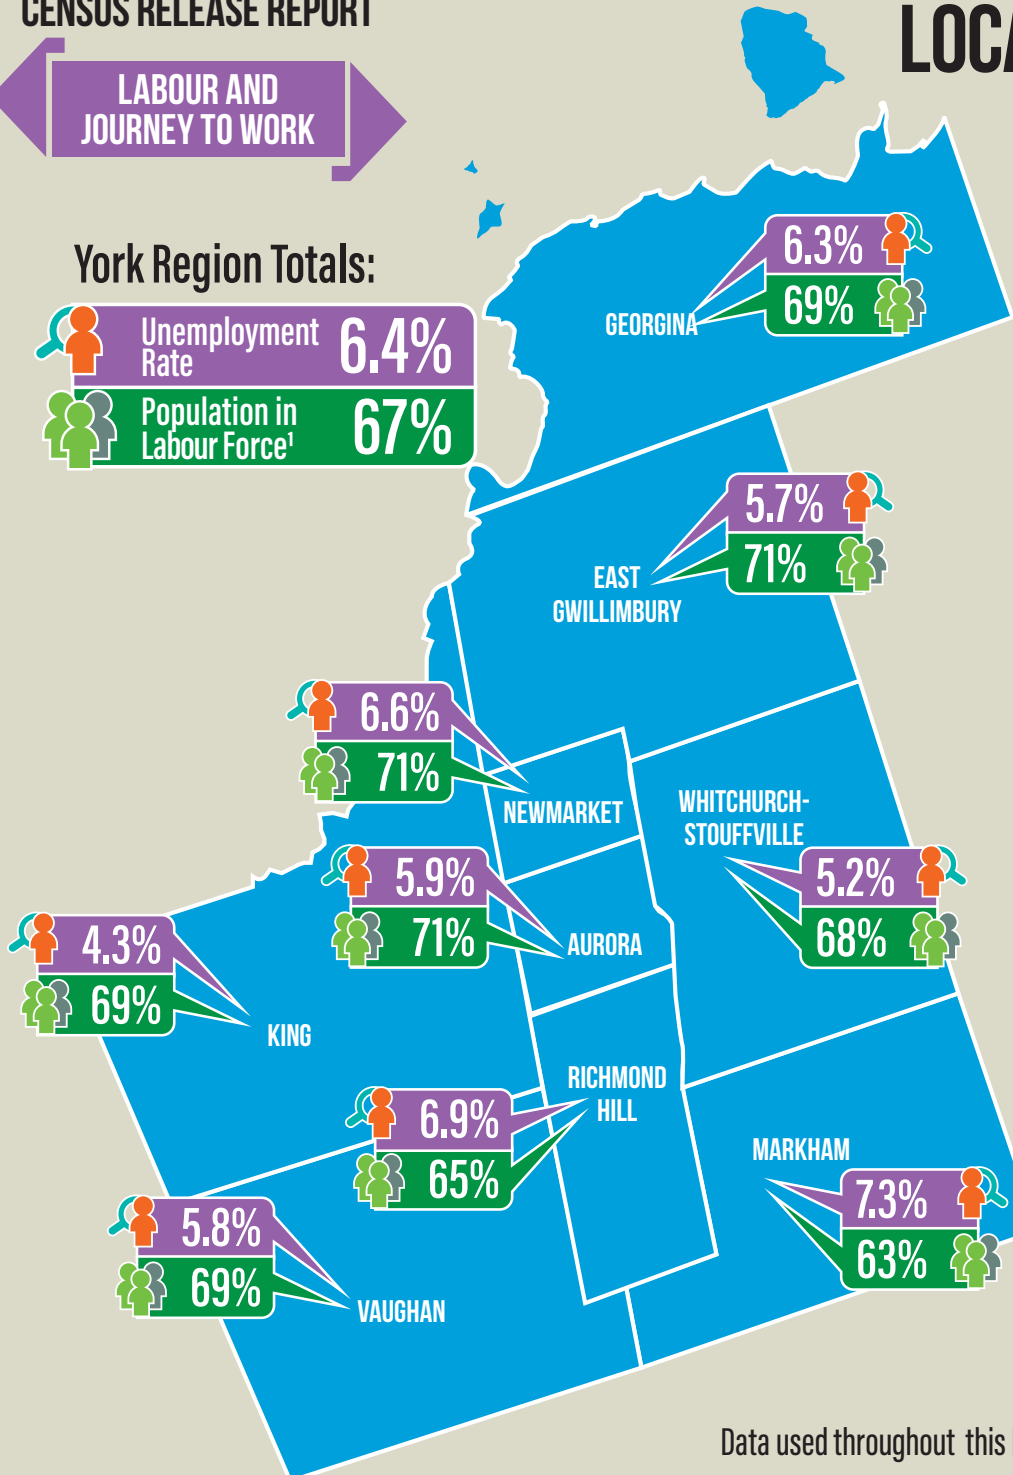 CENSUS RELEASE REPORT
LABOUR AND
JOURNEY TO WORK
York Region Totals:
Unemployment
Rate
6.4%
Population in
Labour Force¹
67%
6.3%
69%
GEORGINA
5.7%
71%
EAST
GWILLIMBURY
6.6%
71%
NEWMARKET
WHITCHURCH-
STOUFFVILLE
5.2%
68%
5.9%
71%
AURORA
4.3%
69%
KING
RICHMOND
HILL
6.9%
65%
MARKHAM
7.3%
63%
5.8%
69%
VAUGHAN
Data used throughout this